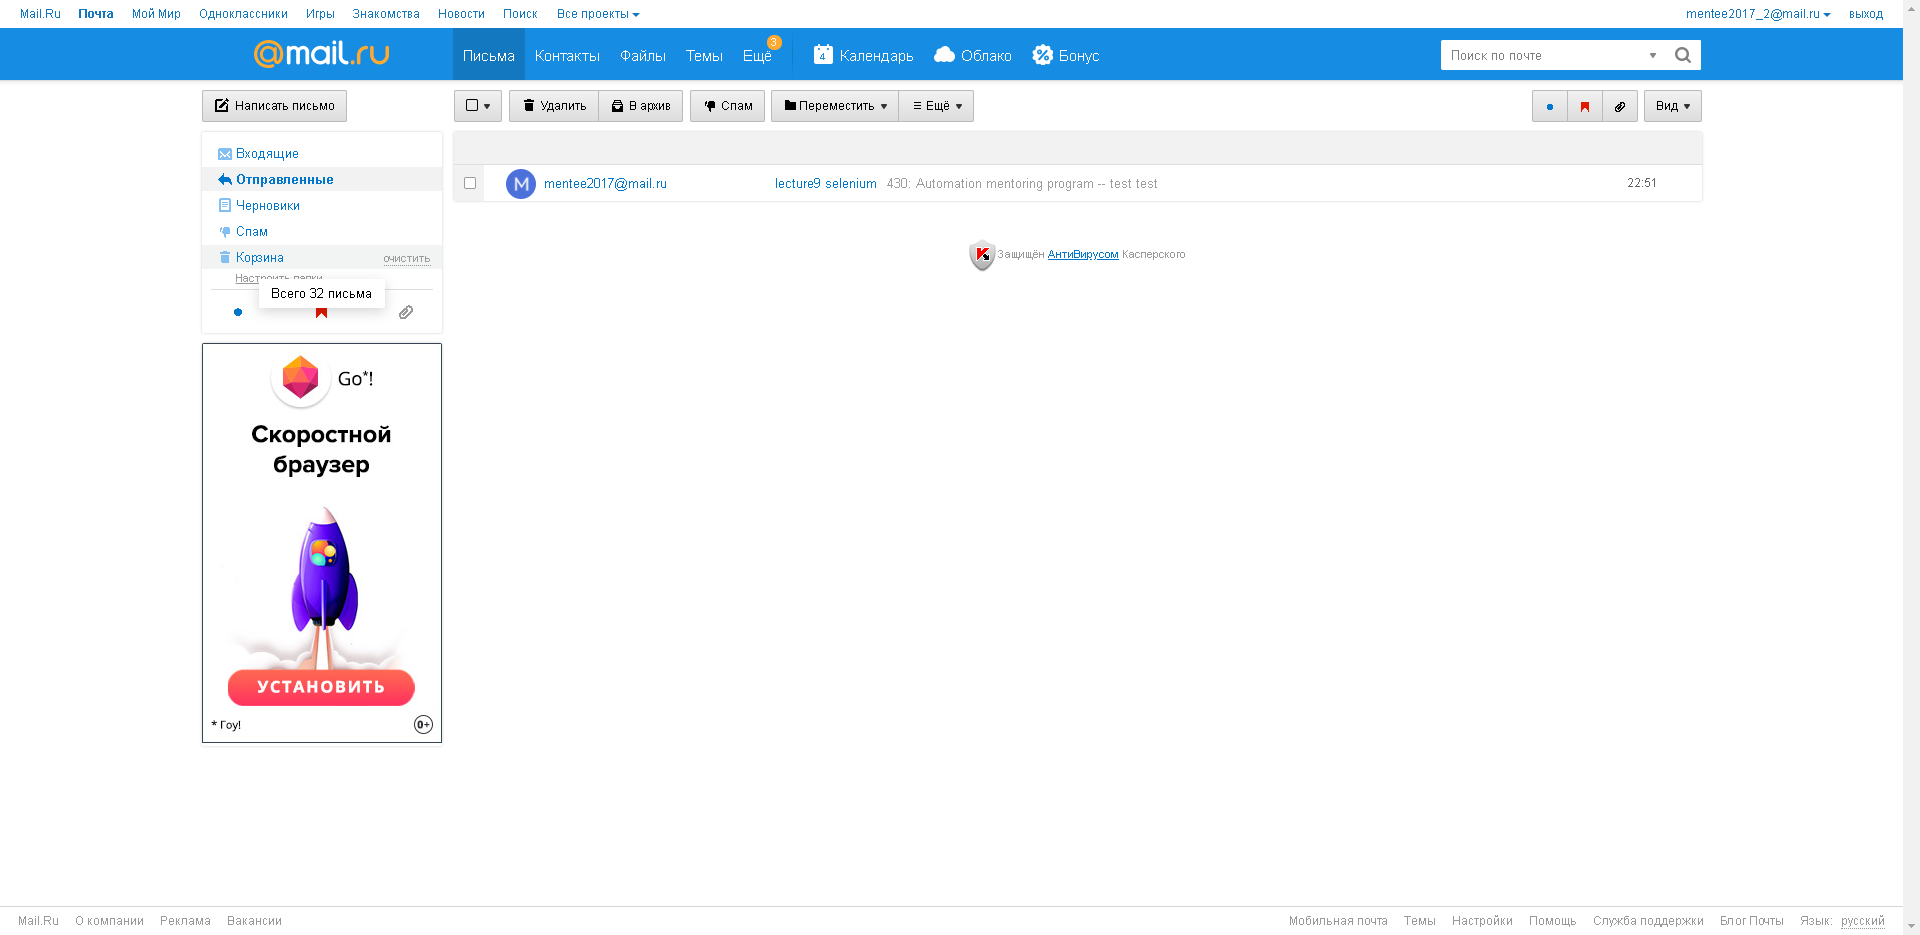 Mail.Ru Почта Мой Мир Одноклассники Игры Знакомства Новости Поиск Все проекты mentee2017_2@mail.ru выход
@mail.ru Письма Контакты Файлы Темы Ещё 3 4 Календарь Облако Бонус Поиск по почте
Написать письмо Удалить В архив Спам Переместить Ещё Вид
Входящие
Отправленные
Черновики
Спам
Корзина очистить
Настроить папки
Всего 32 письма
M mentee2017@mail.ru lecture9 selenium 430: Automation mentoring program -- test test 22:51
Защищён АнтиВирусом Касперского
Go*!
Скоростной
браузер
УСТАНОВИТЬ
* Гоу! 0+
Mail.Ru О компании Реклама Вакансии Мобильная почта Темы Настройки Помощь Служба поддержки Блог Почты Язык: русский